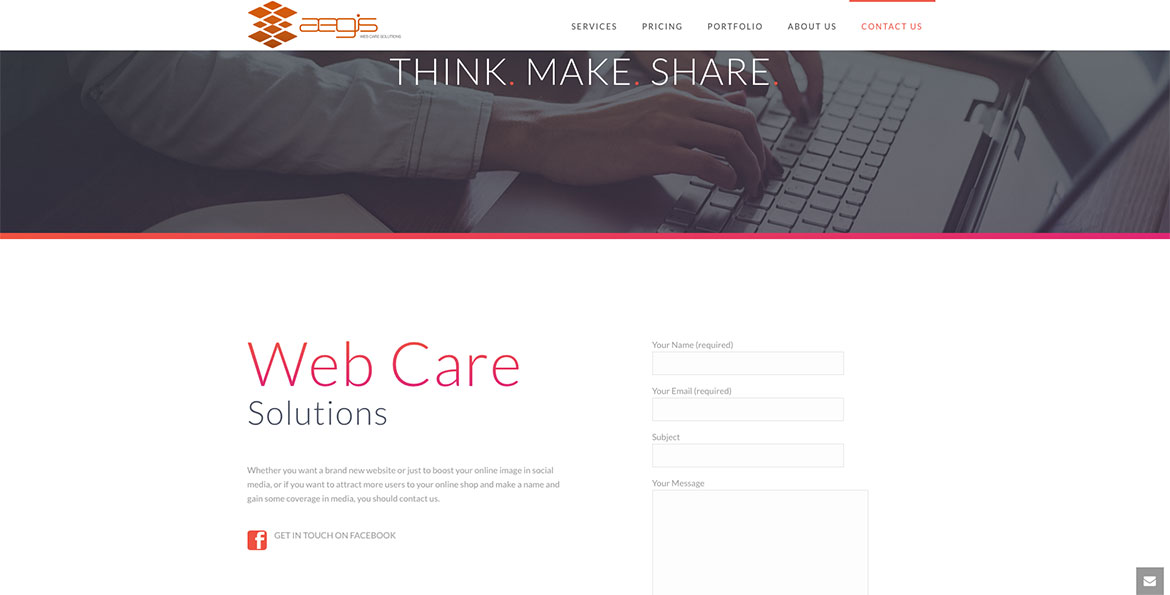 aegis
WEB CARE SOLUTIONS
SERVICES
PRICING
PORTFOLIO
ABOUT US
CONTACT US
THINK. MAKE. SHARE.
Web Care
Solutions
Whether you want a brand new website or just to boost your online image in social
media, or if you want to attract more users to your online shop and make a name and
gain some coverage in media, you should contact us.
GET IN TOUCH ON FACEBOOK
Your Name (required)
Your Email (required)
Subject
Your Message